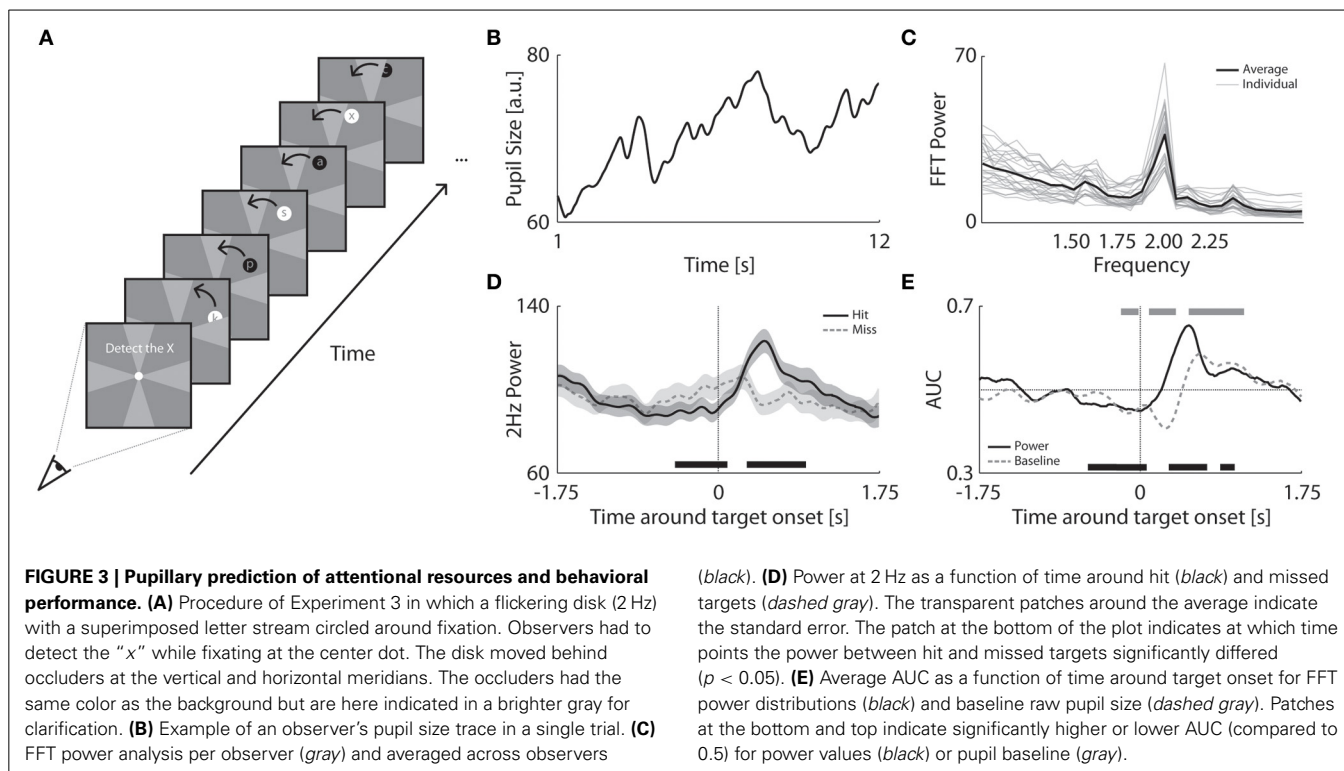 A
Detect the X
k
p
s
a
x
...
Time
B
80
Pupil Size [a.u.]
60
1
12
Time [s]
C
70
FFT Power
0
Average
Individual
1.50 1.75 2.00 2.25
Frequency
D
140
2Hz Power
60
Hit
Miss
-1.75
0
1.75
Time around target onset [s]
E
0.7
AUC
0.3
Power
Baseline
-1.75
0
1.75
Time around target onset [s]
FIGURE 3 | Pupillary prediction of attentional resources and behavioral
performance. (A) Procedure of Experiment 3 in which a flickering disk (2 Hz)
with a superimposed letter stream circled around fixation. Observers had to
detect the “x” while fixating at the center dot. The disk moved behind
occluders at the vertical and horizontal meridians. The occluders had the
same color as the background but are here indicated in a brighter gray for
clarification. (B) Example of an observer’s pupil size trace in a single trial. (C)
FFT power analysis per observer (gray) and averaged across observers
(black). (D) Power at 2 Hz as a function of time around hit (black) and missed
targets (dashed gray). The transparent patches around the average indicate
the standard error. The patch at the bottom of the plot indicates at which time
points the power between hit and missed targets significantly differed
(p < 0.05). (E) Average AUC as a function of time around target onset for FFT
power distributions (black) and baseline raw pupil size (dashed gray). Patches
at the bottom and top indicate significantly higher or lower AUC (compared to
0.5) for power values (black) or pupil baseline (gray).